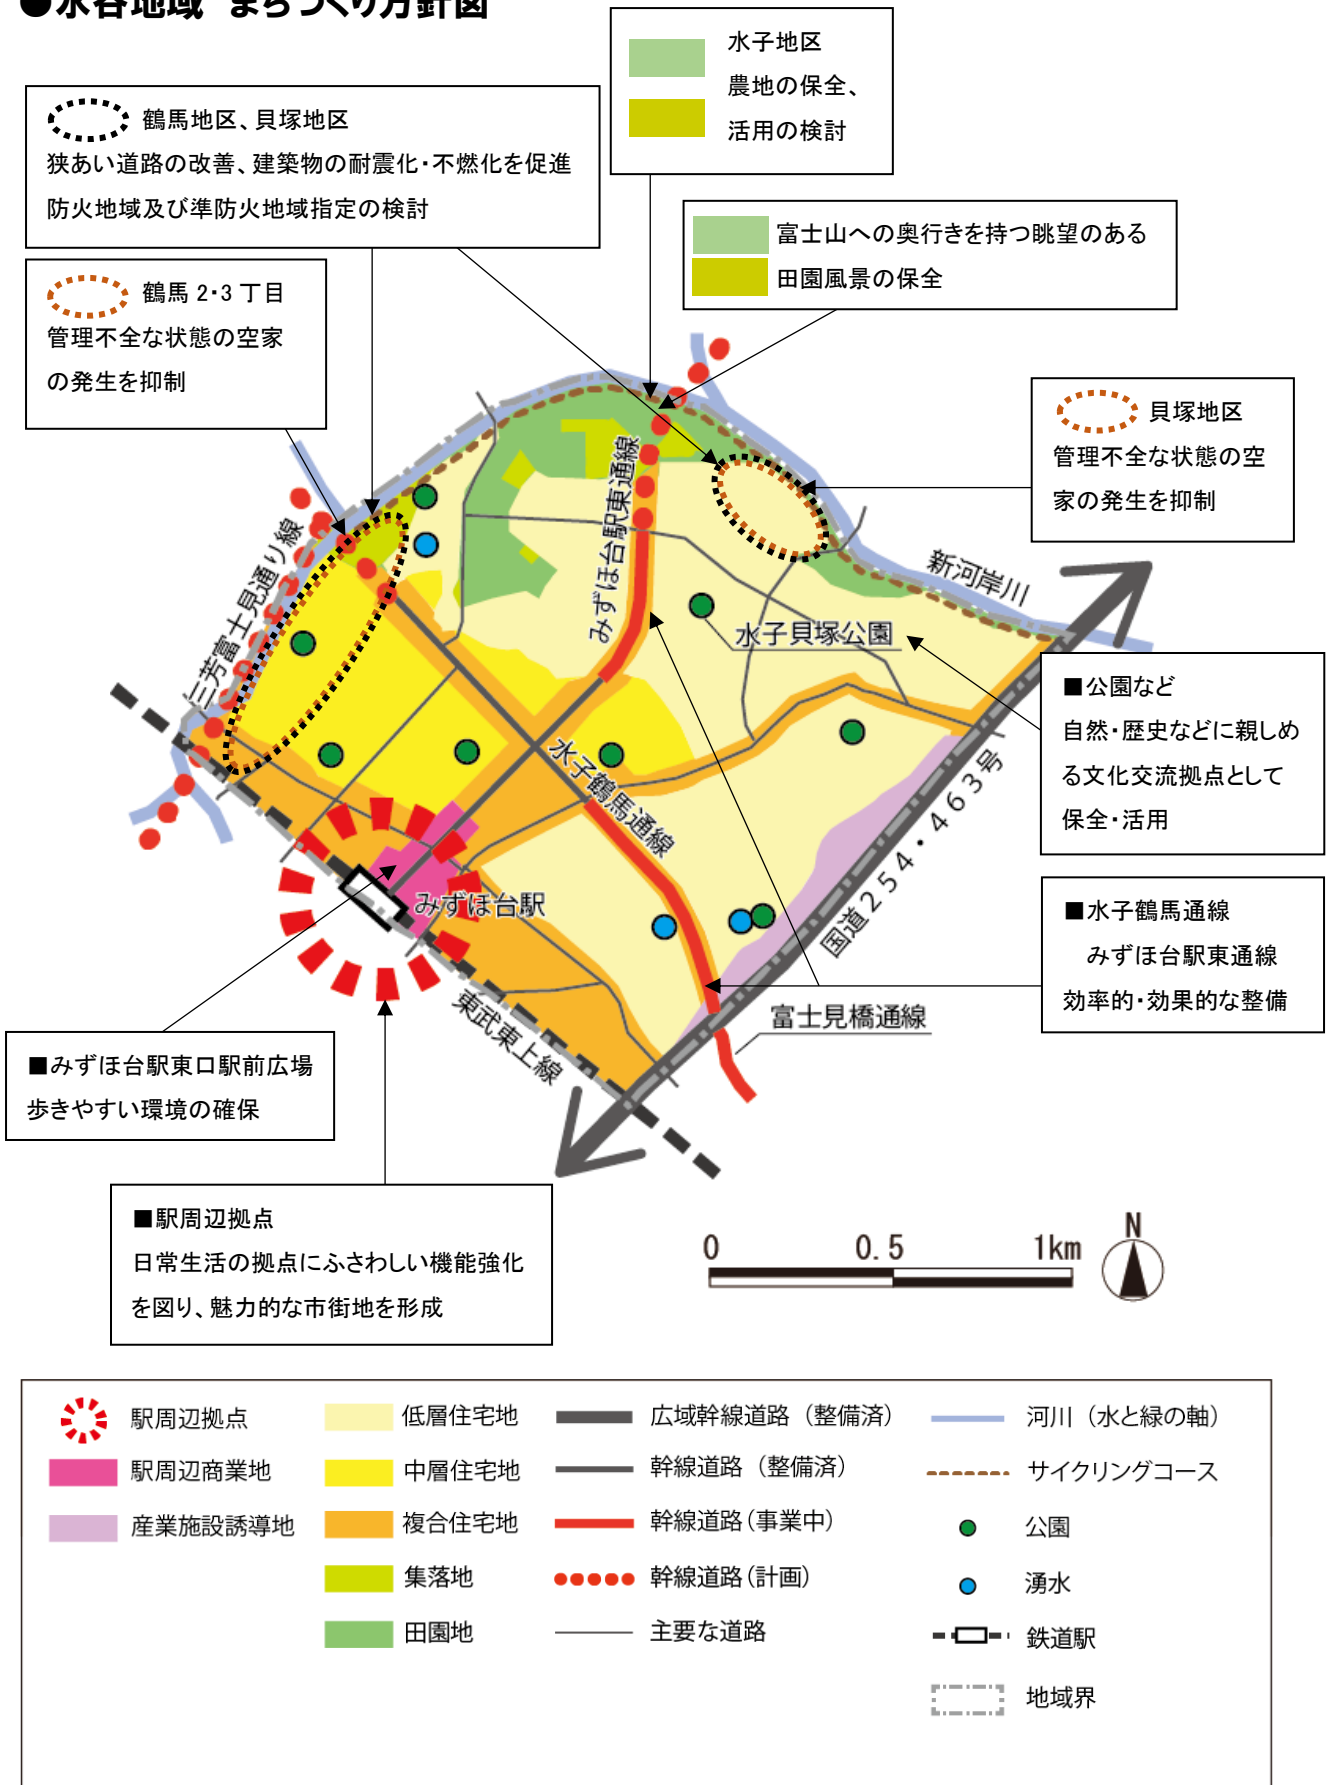 ●水谷地域 まちづくり方針図
水子地区
農地の保全、
活用の検討
鶴馬地区、貝塚地区
狭あい道路の改善、建築物の耐震化・不燃化を促進
防火地域及び準防火地域指定の検討
富士山への奥行きを持つ眺望のある
田園風景の保全
鶴馬 2・3 丁目
管理不全な状態の空家
の発生を抑制
貝塚地区
管理不全な状態の空
家の発生を抑制
みずほ台駅東通線
三芳富士見通り線
新河岸川
水子貝塚公園
■公園など
自然・歴史などに親しめ
る文化交流拠点として
保全・活用
水子鶴馬通線
国道254・463号
みずほ台駅
■水子鶴馬通線
みずほ台駅東通線
効率的・効果的な整備
富士見橋通線
東武東上線
■みずほ台駅東口駅前広場
歩きやすい環境の確保
■駅周辺拠点
日常生活の拠点にふさわしい機能強化
を図り、魅力的な市街地を形成
0 0.5 1km
N
駅周辺拠点
駅周辺商業地
産業施設誘導地
低層住宅地
中層住宅地
複合住宅地
集落地
田園地
広域幹線道路（整備済）
幹線道路（整備済）
幹線道路（事業中）
幹線道路（計画）
主要な道路
河川（水と緑の軸）
サイクリングコース
公園
湧水
鉄道駅
地域界